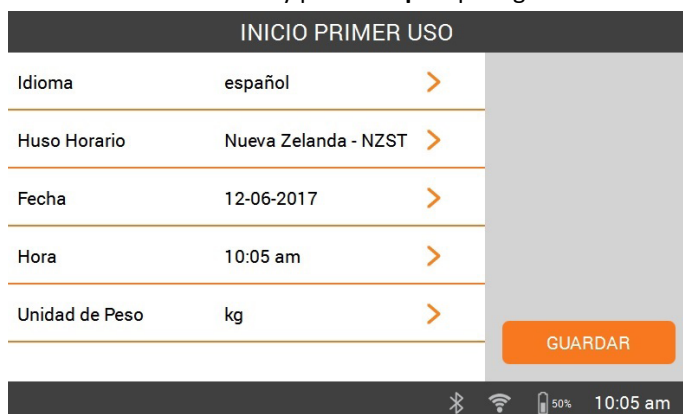 INICIO PRIMER USO
Idioma español
Huso Horario Nueva Zelanda - NZST
Fecha 12-06-2017
Hora 10:05 am
Unidad de Peso kg
GUARDAR
50% 10:05 am